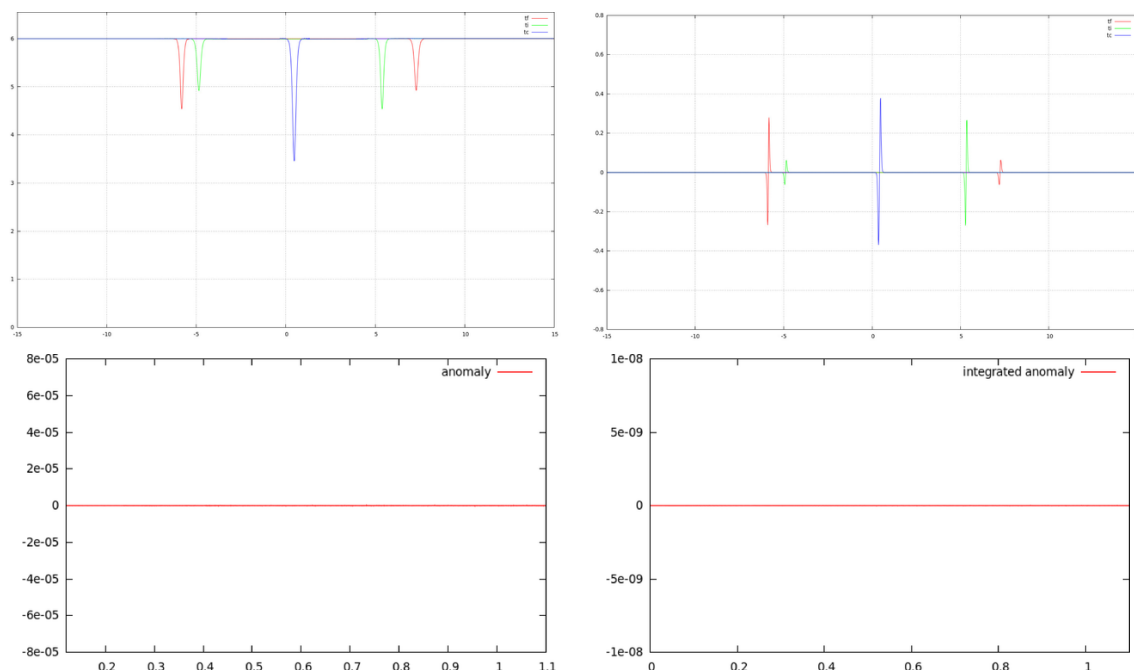 tf
ti
tc
6
5
4
3
2
1
0
-15 -10 -5 0 5 10 15
tf
ti
tc
0.8
0.6
0.4
0.2
0
-0.2
-0.4
-0.6
-0.8
-15 -10 -5 0 5 10
anomaly
8e-05
6e-05
4e-05
2e-05
0
-2e-05
-4e-05
-6e-05
-8e-05
0.2 0.3 0.4 0.5 0.6 0.7 0.8 0.9 1 1.1
integrated anomaly
1e-08
5e-09
0
-5e-09
-1e-08
0 0.2 0.4 0.6 0.8 1